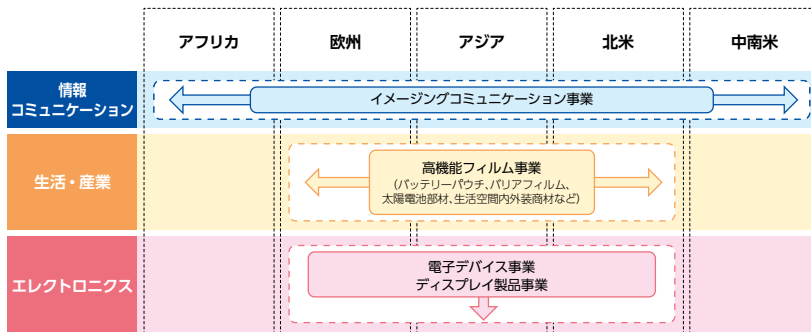 アフリカ
欧州
アジア
北米
中南米
情報
コミュニケーション
イメージングコミュニケーション事業
生活・産業
高機能フィルム事業
(バッテリーパウチ、バリアフィルム、
太陽電池部材、生活空間内外装商材など)
エレクトロニクス
電子デバイス事業
ディスプレイ製品事業